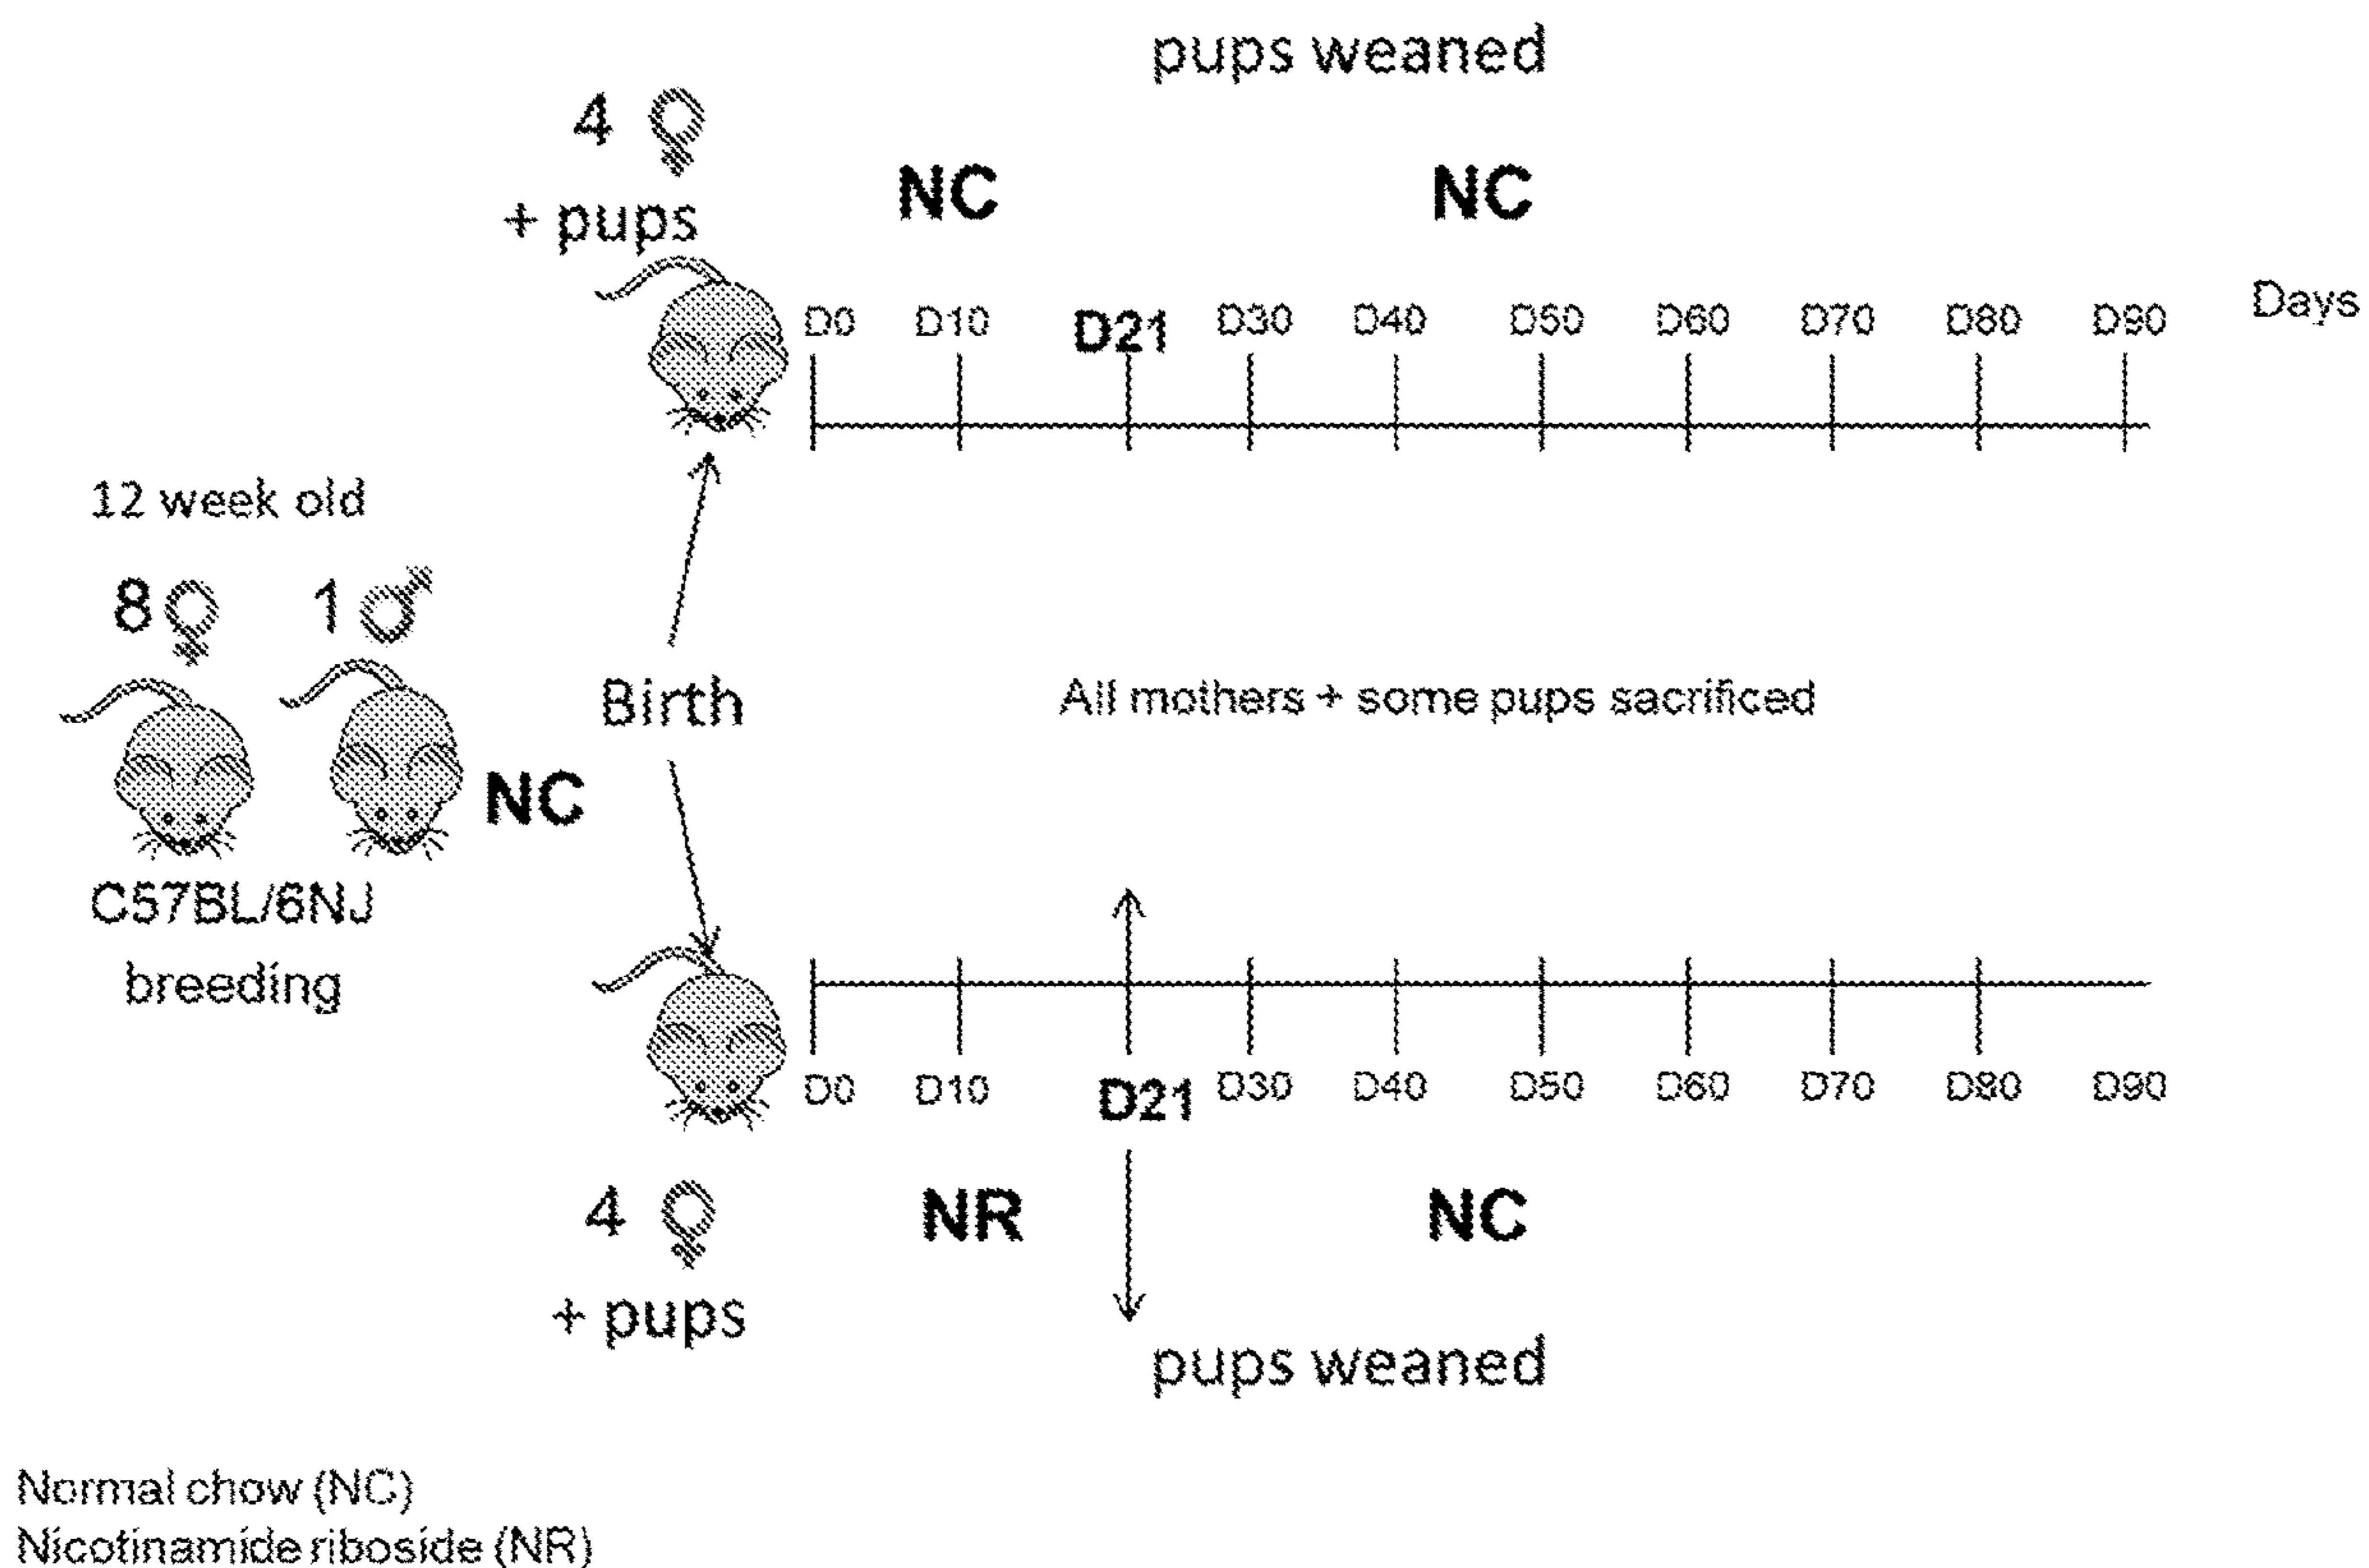 pups weaned
4 ♀
+ pups
NC NC
D0 D10 D21 D30 D40 D50 D60 D70 D80 D90 Days
12 week old
8 ♀ 1 ♂
NC
C57BL/6NJ
breeding
Birth
All mothers + some pups sacrificed
D0 D10 D21 D30 D40 D50 D60 D70 D80 D90
4 ♀
+ pups
NR NC
pups weaned
Normal chow (NC)
Nicotinamide riboside (NR)